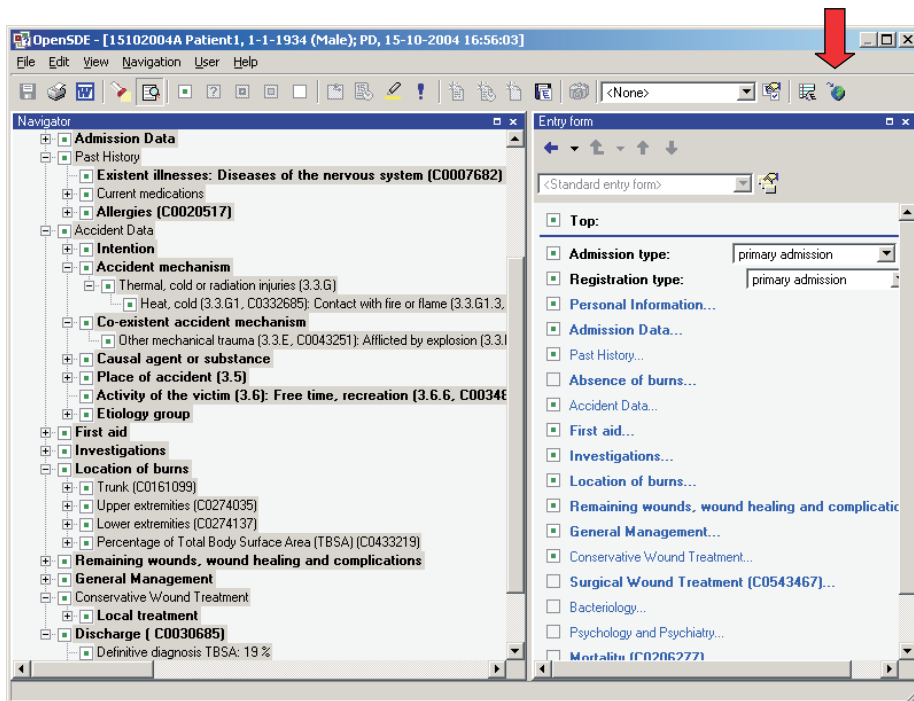 OpenSDE - [15102004A Patient1, 1-1-1934 (Male); PD, 15-10-2004 16:56:03]
File Edit View Navigation User Help
<None>
Navigator
Admission Data
Past History
Existent illnesses: Diseases of the nervous system (C0007682)
Current medications
Allergies (C0020517)
Accident Data
Intention
Accident mechanism
Thermal, cold or radiation injuries (3.3.G)
Heat, cold (3.3.G1, C0332685): Contact with fire or flame (3.3.G1.3,
Co-existent accident mechanism
Other mechanical trauma (3.3.E, C0043251): Afflicted by explosion (3.3.
Causal agent or substance
Place of accident (3.5)
Activity of the victim (3.6): Free time, recreation (3.6.6, C00348
Etiology group
First aid
Investigations
Location of burns
Trunk (C0161099)
Upper extremities (C0274035)
Lower extremities (C0274137)
Percentage of Total Body Surface Area (TBSA) (C0433219)
Remaining wounds, wound healing and complications
General Management
Conservative Wound Treatment
Local treatment
Discharge ( C0030685)
Definitive diagnosis TBSA: 19 %
Entry form
<Standard entry form>
Top:
Admission type: primary admission
Registration type: primary admission
Personal Information...
Admission Data...
Past History...
Absence of burns...
Accident Data...
First aid...
Investigations...
Location of burns...
Remaining wounds, wound healing and complicatic
General Management...
Conservative Wound Treatment...
Surgical Wound Treatment (C0543467)...
Bacteriology...
Psychology and Psychiatry...
Mortality (C0206277)